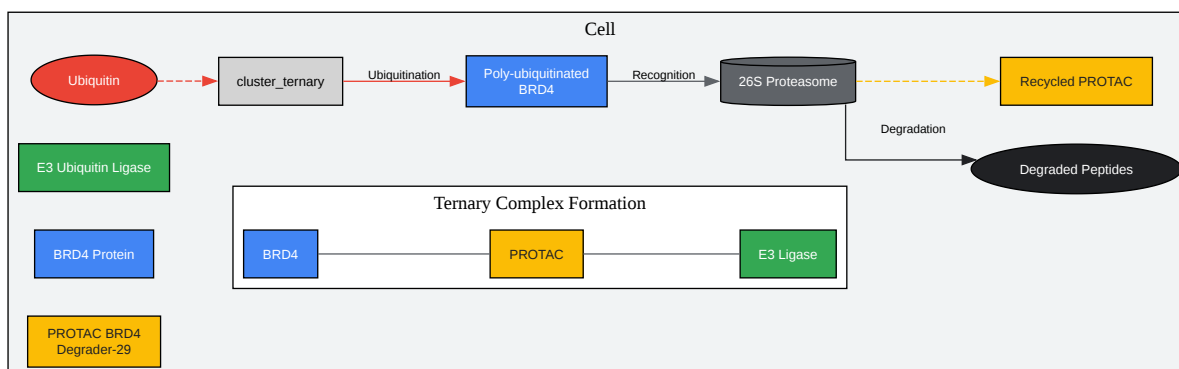 Cell
Ubiquitin
cluster_ternary
Ubiquitination
Poly-ubiquitinated
BRD4
Recognition
26S Proteasome
Recycled PROTAC
Degradation
E3 Ubiquitin Ligase
Degraded Peptides
Ternary Complex Formation
BRD4 Protein
BRD4
PROTAC
E3 Ligase
PROTAC BRD4
Degrader-29